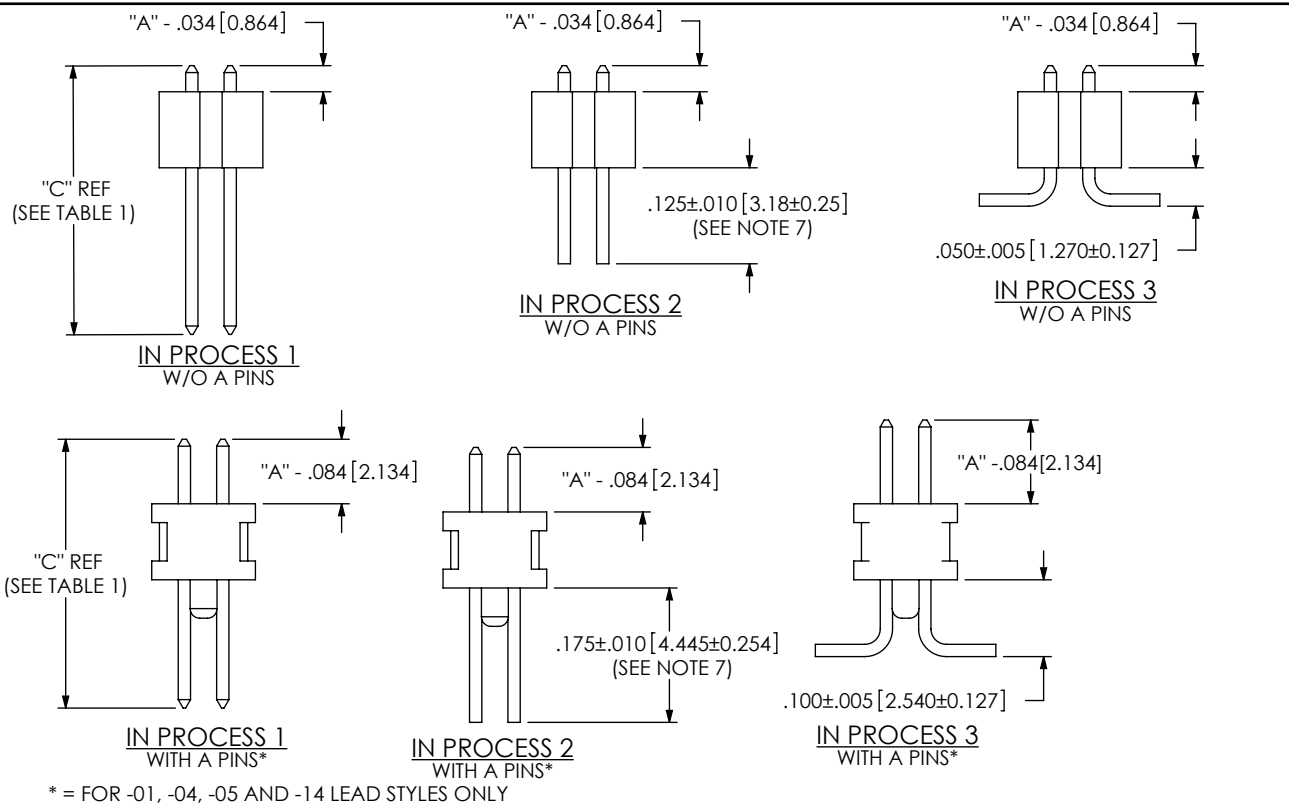 "A" - .034[0.864]
"A" - .034[0.864]
"A" - .034[0.864]
"C" REF
(SEE TABLE 1)
.125±.010[3.18±0.25]
(SEE NOTE 7)
.050±.005[1.270±0.127]
IN PROCESS 1
W/O A PINS
IN PROCESS 2
W/O A PINS
IN PROCESS 3
W/O A PINS
"A" - .084[2.134]
"A" - .084[2.134]
"A" -.084[2.134]
"C" REF
(SEE TABLE 1)
.175±.010[4.445±0.254]
(SEE NOTE 7)
.100±.005[2.540±0.127]
IN PROCESS 1
WITH A PINS*
IN PROCESS 2
WITH A PINS*
IN PROCESS 3
WITH A PINS*
* = FOR -01, -04, -05 AND -14 LEAD STYLES ONLY